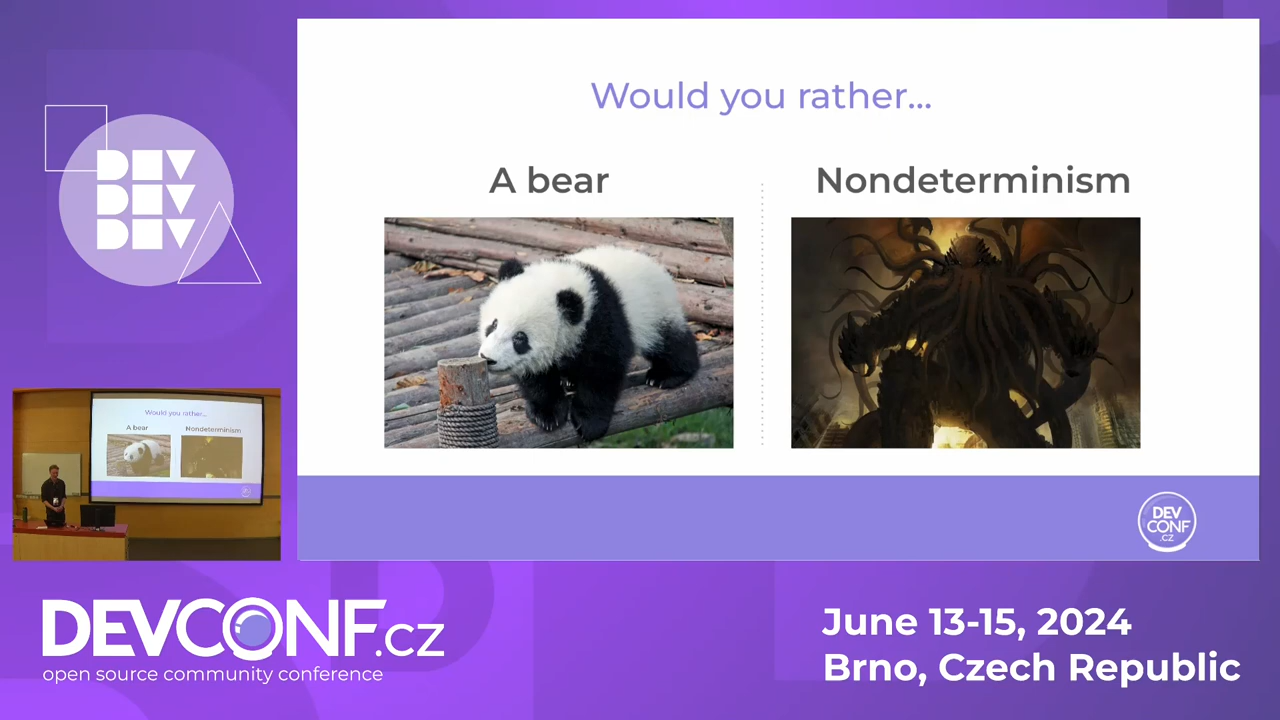 DEV
DEV
DEV
Would you rather...
A bear
Nondeterminism
Would you rather...
A bear
Nondeterminism
DEV
CONF
.CZ
DEVCONF.cz
open source community conference
June 13-15, 2024
Brno, Czech Republic